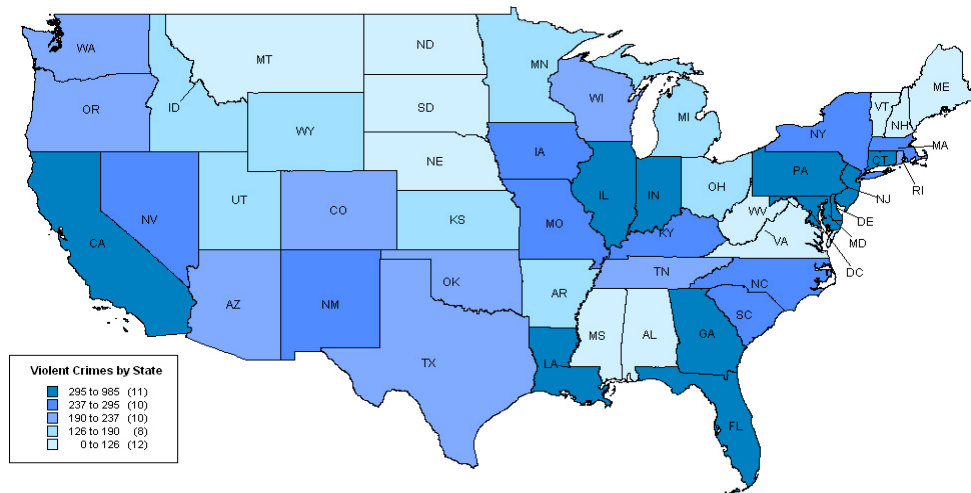 WA
MT
ND
MN
ME
VT
NH
ID
OR
SD
WI
MI
NY
MA
WY
IA
CT
RI
NE
PA
NJ
NV
UT
IL
IN
OH
CO
WV
DE
CA
KS
MO
KY
VA
MD
DC
OK
TN
NC
AZ
NM
AR
SC
MS
AL
GA
TX
LA
FL
Violent Crimes by State
295 to 985 (11)
237 to 295 (10)
190 to 237 (10)
126 to 190 (8)
0 to 126 (12)